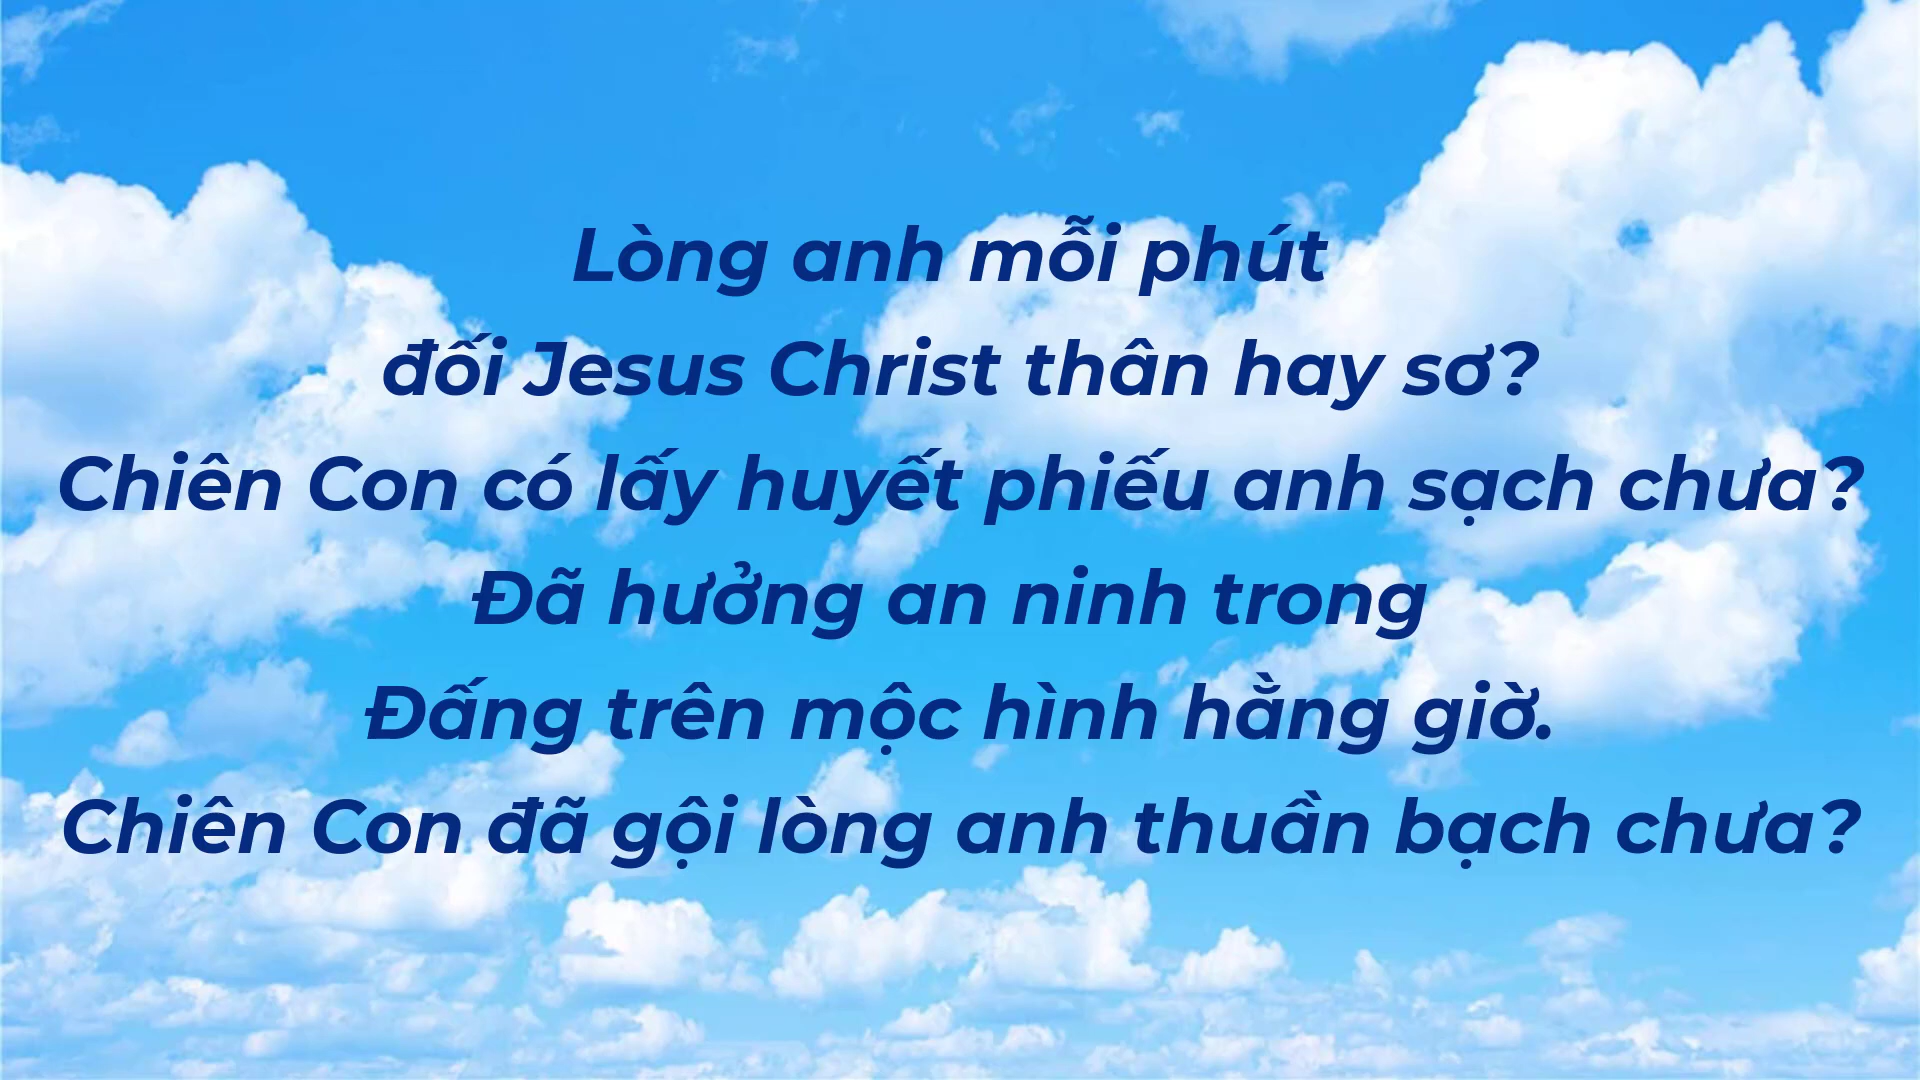 Lòng anh mỗi phút
đối Jesus Christ thân hay sơ?
Chiên Con có lấy huyết phiếu anh sạch chưa?
Đã hưởng an ninh trong
Đấng trên mộc hình hằng giờ.
Chiên Con đã gội lòng anh thuần bạch chưa?